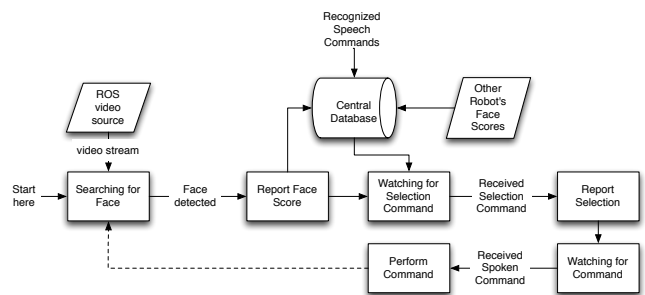 Recognized
Speech
Commands
ROS
video
source
Central
Database
Other
Robot's
Face
Scores
video stream
Start
here
Searching for
Face
Face
detected
Report Face
Score
Watching for
Selection
Command
Received
Selection
Command
Report
Selection
Perform
Command
Received
Spoken
Command
Watching for
Command